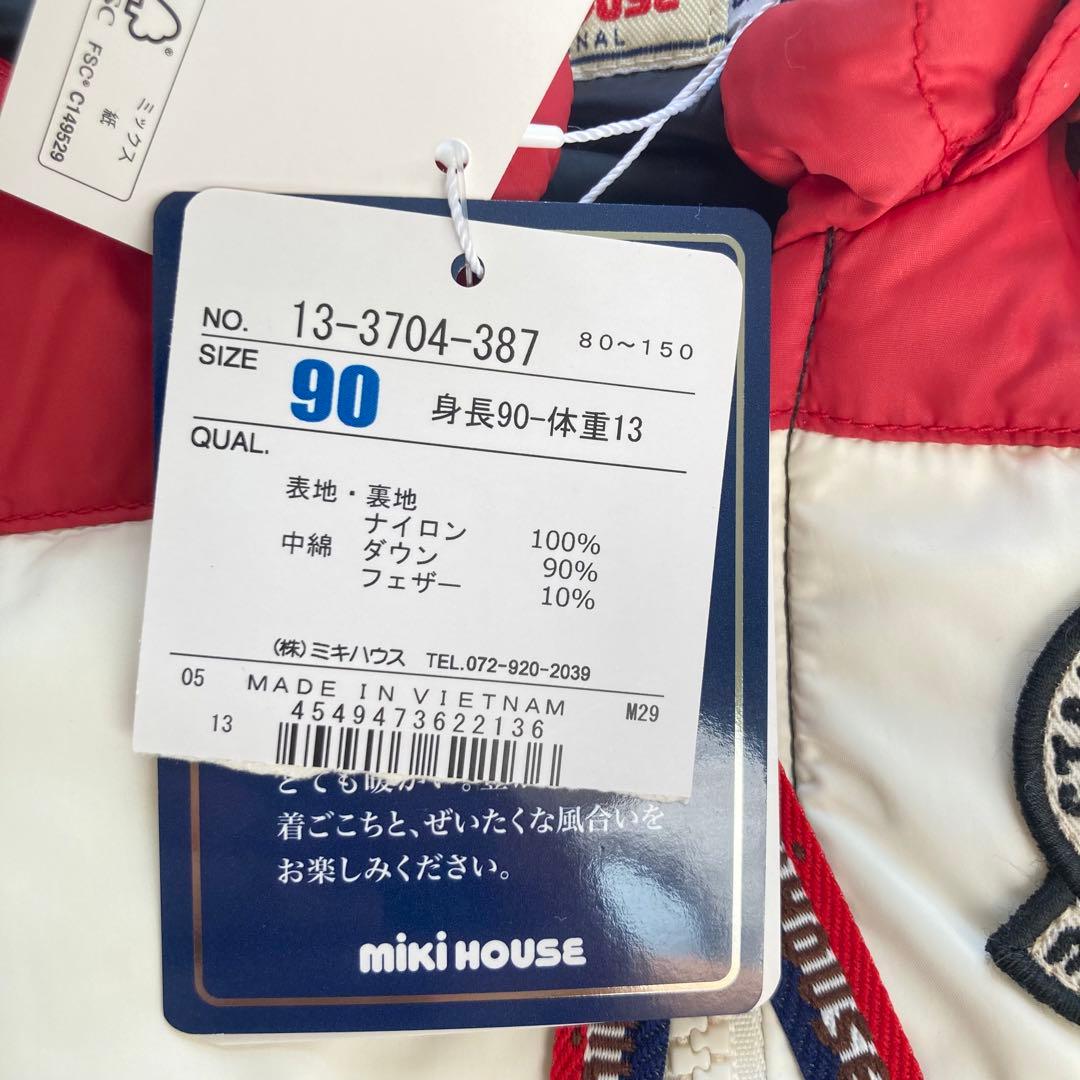 ミックス
紙
FSC® C149529
NAL
NO. 13-3704-387 80~150
SIZE 90 身長90-体重13
QUAL.
表地・裏地
ナイロン 100%
中綿 ダウン 90%
フェザー 10%
(株)ミキハウス TEL.072-920-2039
05 MADE IN VIETNAM M29
13 4549473622136
着ごこちと、ぜいたくな風合いを
お楽しみください。
miki HOUSE